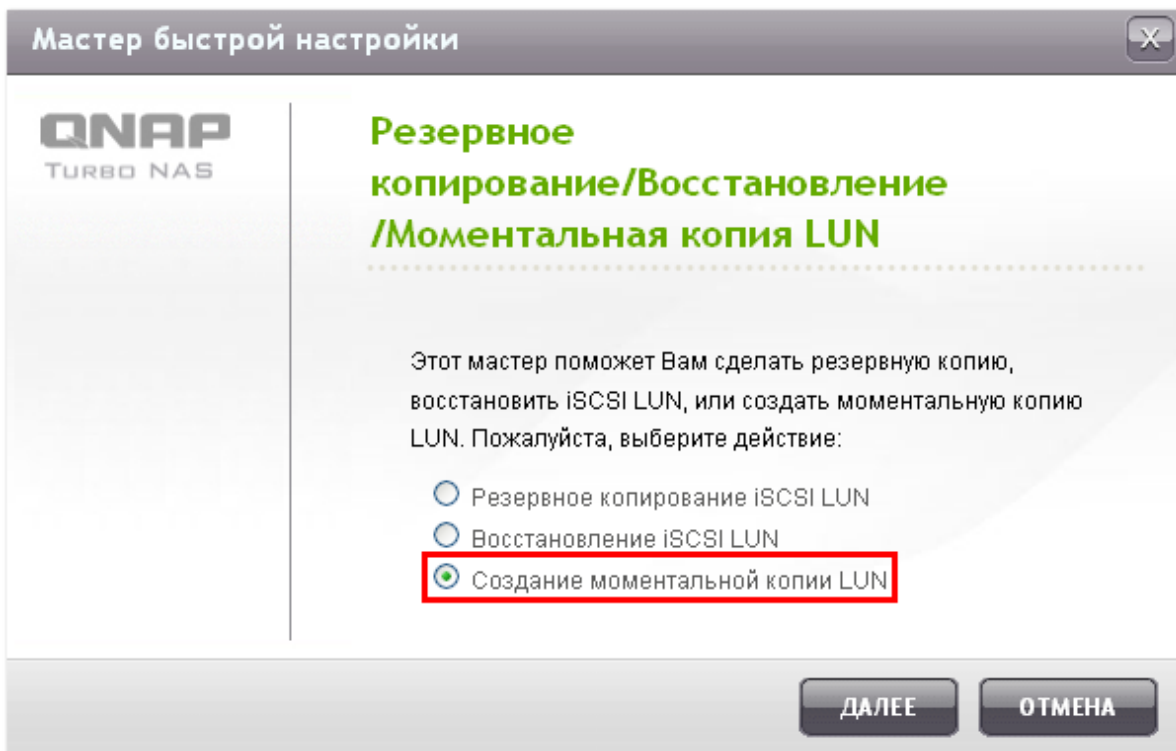 Мастер быстрой настройки
X
QNAP
TURBO NAS
Резервное
копирование/Восстановление
/Моментальная копия LUN
Этот мастер поможет Вам сделать резервную копию,
восстановить iSCSI LUN, или создать моментальную копию
LUN. Пожалуйста, выберите действие:
Резервное копирование iSCSI LUN
Восстановление iSCSI LUN
Создание моментальной копии LUN
ДАЛЕЕ
ОТМЕНА